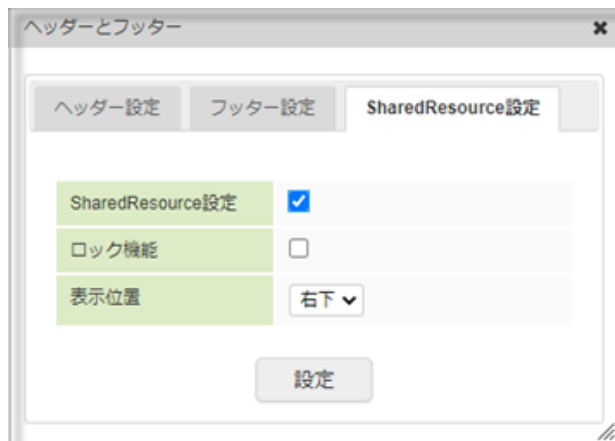 ヘッダーとフッター
ヘッダー設定 フッター設定 SharedResource設定
SharedResource設定
ロック機能
表示位置 右下
設定